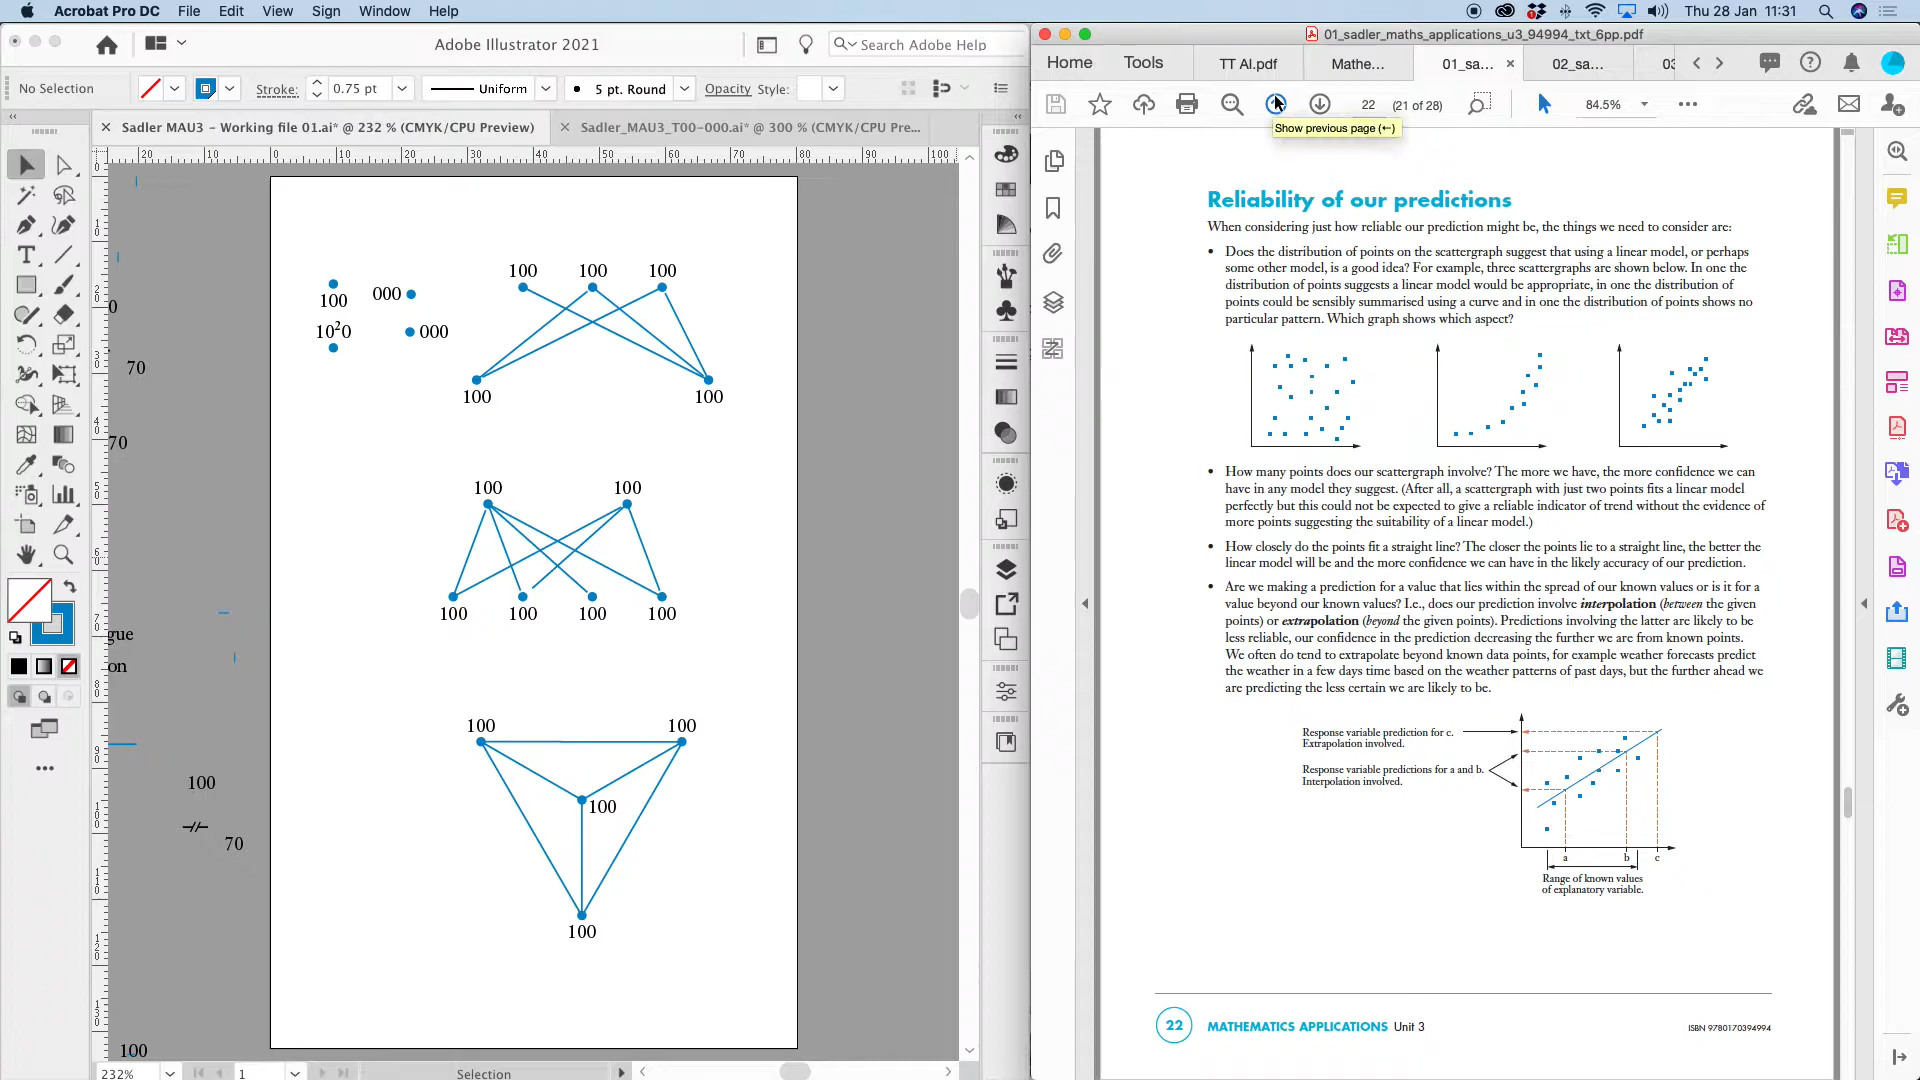 Acrobat Pro DC File Edit View Sign Window Help
Thu 28 Jan 11:31
Adobe Illustrator 2021
Search Adobe Help
No Selection
Stroke:
0.75 pt
Uniform
5 pt. Round
Opacity
Style:
Sadler MAU3 – Working file 01.ai* @ 232 % (CMYK/CPU Preview)
Sadler_MAU3_T00-000.ai* @ 300 % (CMYK/CPU Pre...
20 10 0 10 20 30 40 50 60 70 80 90 100
100 100 100
100
000
10²0
000
100 100
0
70
70
100 100
100 100 100 100
gue
on
100 100
100
100
70
100
100
232%
1
Selection
01_sadler_maths_applications_u3_94994_txt_6pp.pdf
Home Tools TT AI.pdf Mathe... 01_sa... 02_sa... 03
22 (21 of 28)
84.5%
Show previous page (←)
Reliability of our predictions
When considering just how reliable our prediction might be, the things we need to consider are:
• Does the distribution of points on the scattergraph suggest that using a linear model, or perhaps
some other model, is a good idea? For example, three scattergraphs are shown below. In one the
distribution of points suggests a linear model would be appropriate, in one the distribution of
points could be sensibly summarised using a curve and in one the distribution of points shows no
particular pattern. Which graph shows which aspect?
• How many points does our scattergraph involve? The more we have, the more confidence we can
have in any model they suggest. (After all, a scattergraph with just two points fits a linear model
perfectly but this could not be expected to give a reliable indicator of trend without the evidence of
more points suggesting the suitability of a linear model.)
• How closely do the points fit a straight line? The closer the points lie to a straight line, the better the
linear model will be and the more confidence we can have in the likely accuracy of our prediction.
• Are we making a prediction for a value that lies within the spread of our known values or is it for a
value beyond our known values? I.e., does our prediction involve interpolation (between the given
points) or extrapolation (beyond the given points). Predictions involving the latter are likely to be
less reliable, our confidence in the prediction decreasing the further we are from known points.
We often do tend to extrapolate beyond known data points, for example weather forecasts predict
the weather in a few days time based on the weather patterns of past days, but the further ahead we
are predicting the less certain we are likely to be.
Response variable prediction for c.
Extrapolation involved.
Response variable predictions for a and b.
Interpolation involved.
a b c
Range of known values
of explanatory variable.
22 MATHEMATICS APPLICATIONS Unit 3
ISBN 9780170394994